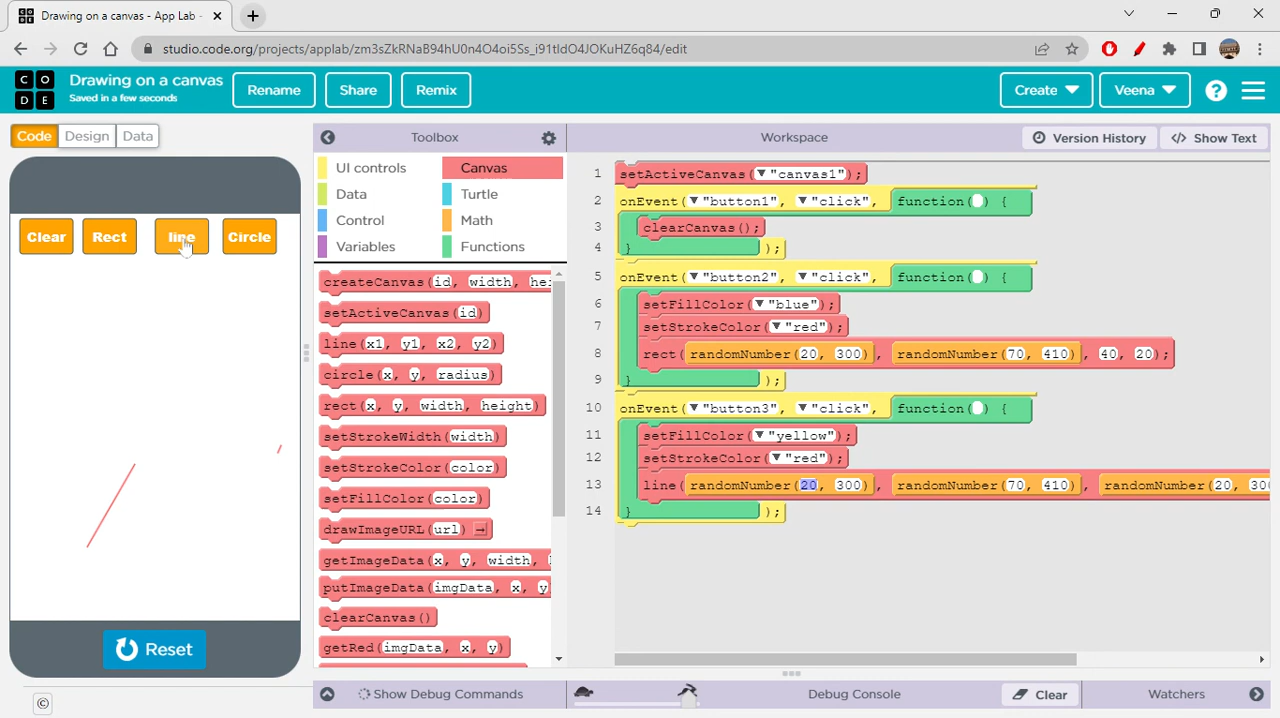 Drawing on a canvas - App Lab -
studio.code.org/projects/applab/zm3sZkRNaB94hU0n4O4oi5Ss_i91tldO4JOKuHZ6q84/edit
C O
D E
Drawing on a canvas
Saved in a few seconds
Rename
Share
Remix
Create
Veena
?
Code
Design
Data
Toolbox
Workspace
Version History
</> Show Text
Clear
Rect
line
Circle
Reset
UI controls
Canvas
Data
Turtle
Control
Math
Variables
Functions
createCanvas(id, width, hei
setActiveCanvas(id)
line(x1, y1, x2, y2)
circle(x, y, radius)
rect(x, y, width, height)
setStrokeWidth(width)
setStrokeColor(color)
setFillColor(color)
drawImageURL(url)
getImageData(x, y, width,
putImageData(imgData, x, y
clearCanvas()
getRed(imgData, x, y)
1 setActiveCanvas("canvas1");
2 onEvent("button1", "click", function() {
3 clearCanvas();
4 });
5 onEvent("button2", "click", function() {
6 setFillColor("blue");
7 setStrokeColor("red");
8 rect(randomNumber(20, 300), randomNumber(70, 410), 40, 20);
9 });
10 onEvent("button3", "click", function() {
11 setFillColor("yellow");
12 setStrokeColor("red");
13 line(randomNumber(20, 300), randomNumber(70, 410), randomNumber(20, 300
14 });
©
Show Debug Commands
Debug Console
Clear
Watchers